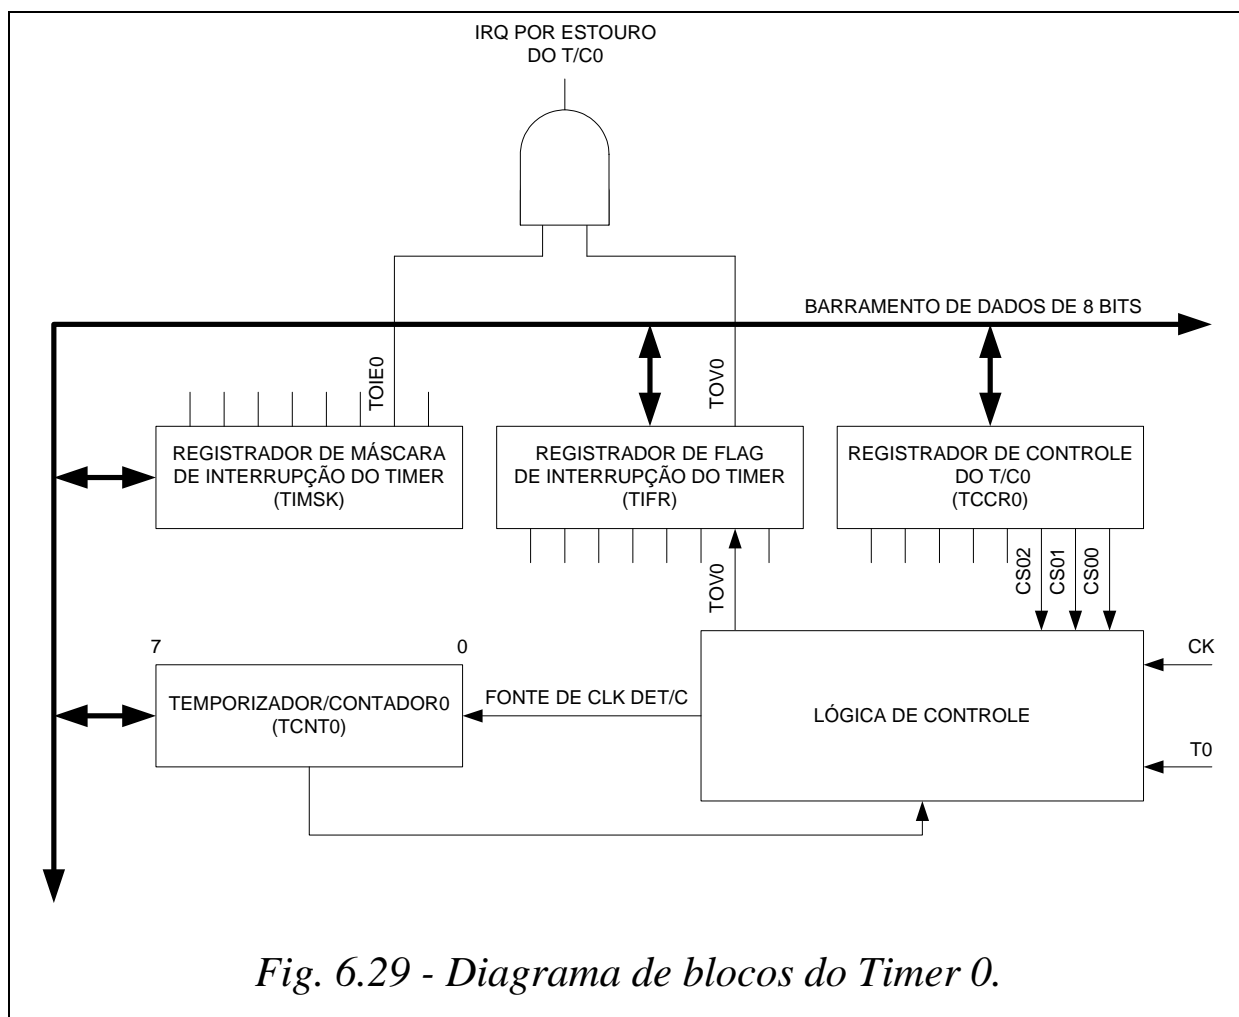 IRQ POR ESTOURO
DO T/C0
BARRAMENTO DE DADOS DE 8 BITS
TOIE0
TOV0
REGISTRADOR DE MÁSCARA
DE INTERRUPÇÃO DO TIMER
(TIMSK)
REGISTRADOR DE FLAG
DE INTERRUPÇÃO DO TIMER
(TIFR)
REGISTRADOR DE CONTROLE
DO T/C0
(TCCR0)
TOV0
CS02
CS01
CS00
7
0
CK
TEMPORIZADOR/CONTADOR0
(TCNT0)
FONTE DE CLK DET/C
LÓGICA DE CONTROLE
T0
Fig. 6.29 - Diagrama de blocos do Timer 0.